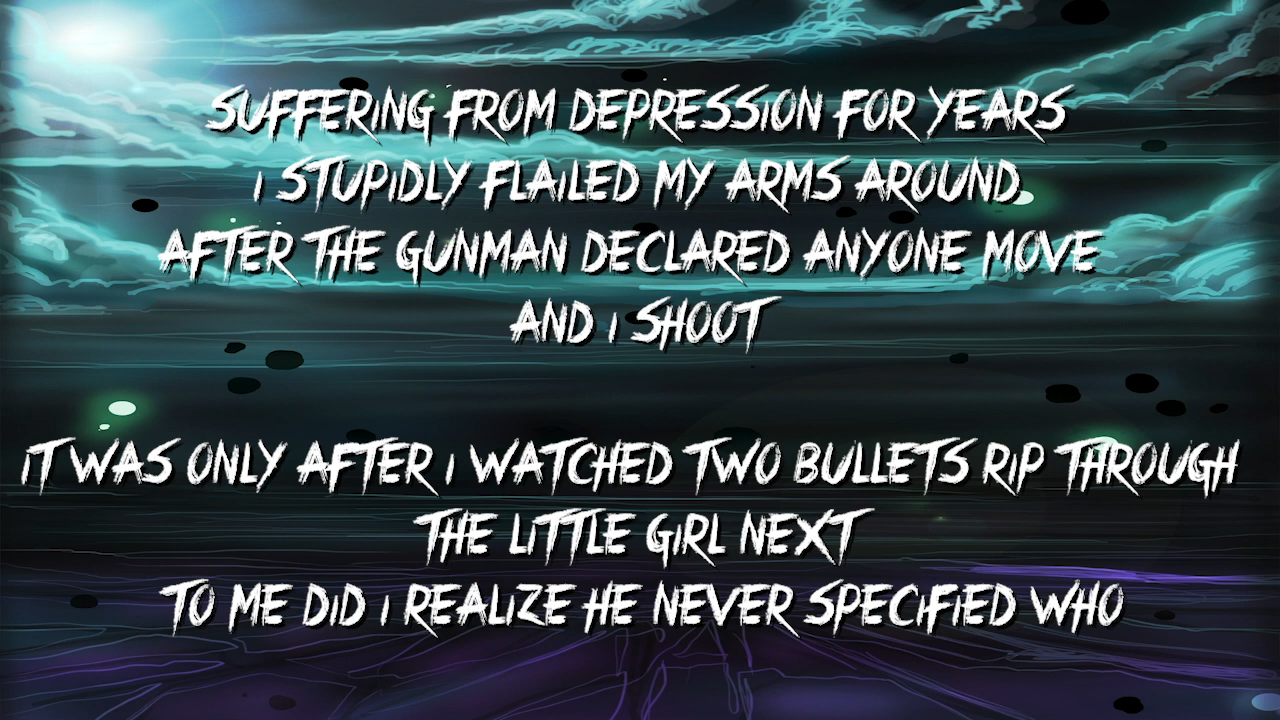 SUFFERING FROM DEPRESSION FOR YEARS
I STUPIDLY FLAILED MY ARMS AROUND,
AFTER THE GUNMAN DECLARED ANYONE MOVE
AND I SHOOT
IT WAS ONLY AFTER I WATCHED TWO BULLETS RIP THROUGH
THE LITTLE GIRL NEXT
TO ME DID I REALIZE HE NEVER SPECIFIED WHO